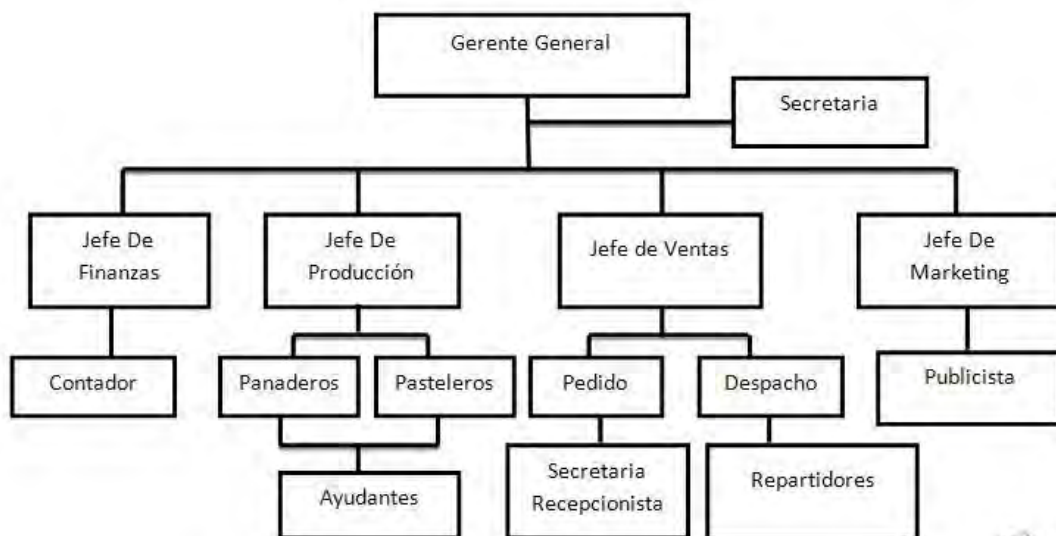 Gerente General
Secretaria
Jefe De
Finanzas
Jefe De
Producción
Jefe de Ventas
Jefe De
Marketing
Contador
Panaderos
Pasteleros
Pedido
Despacho
Publicista
Ayudantes
Secretaria
Recepcionista
Repartidores